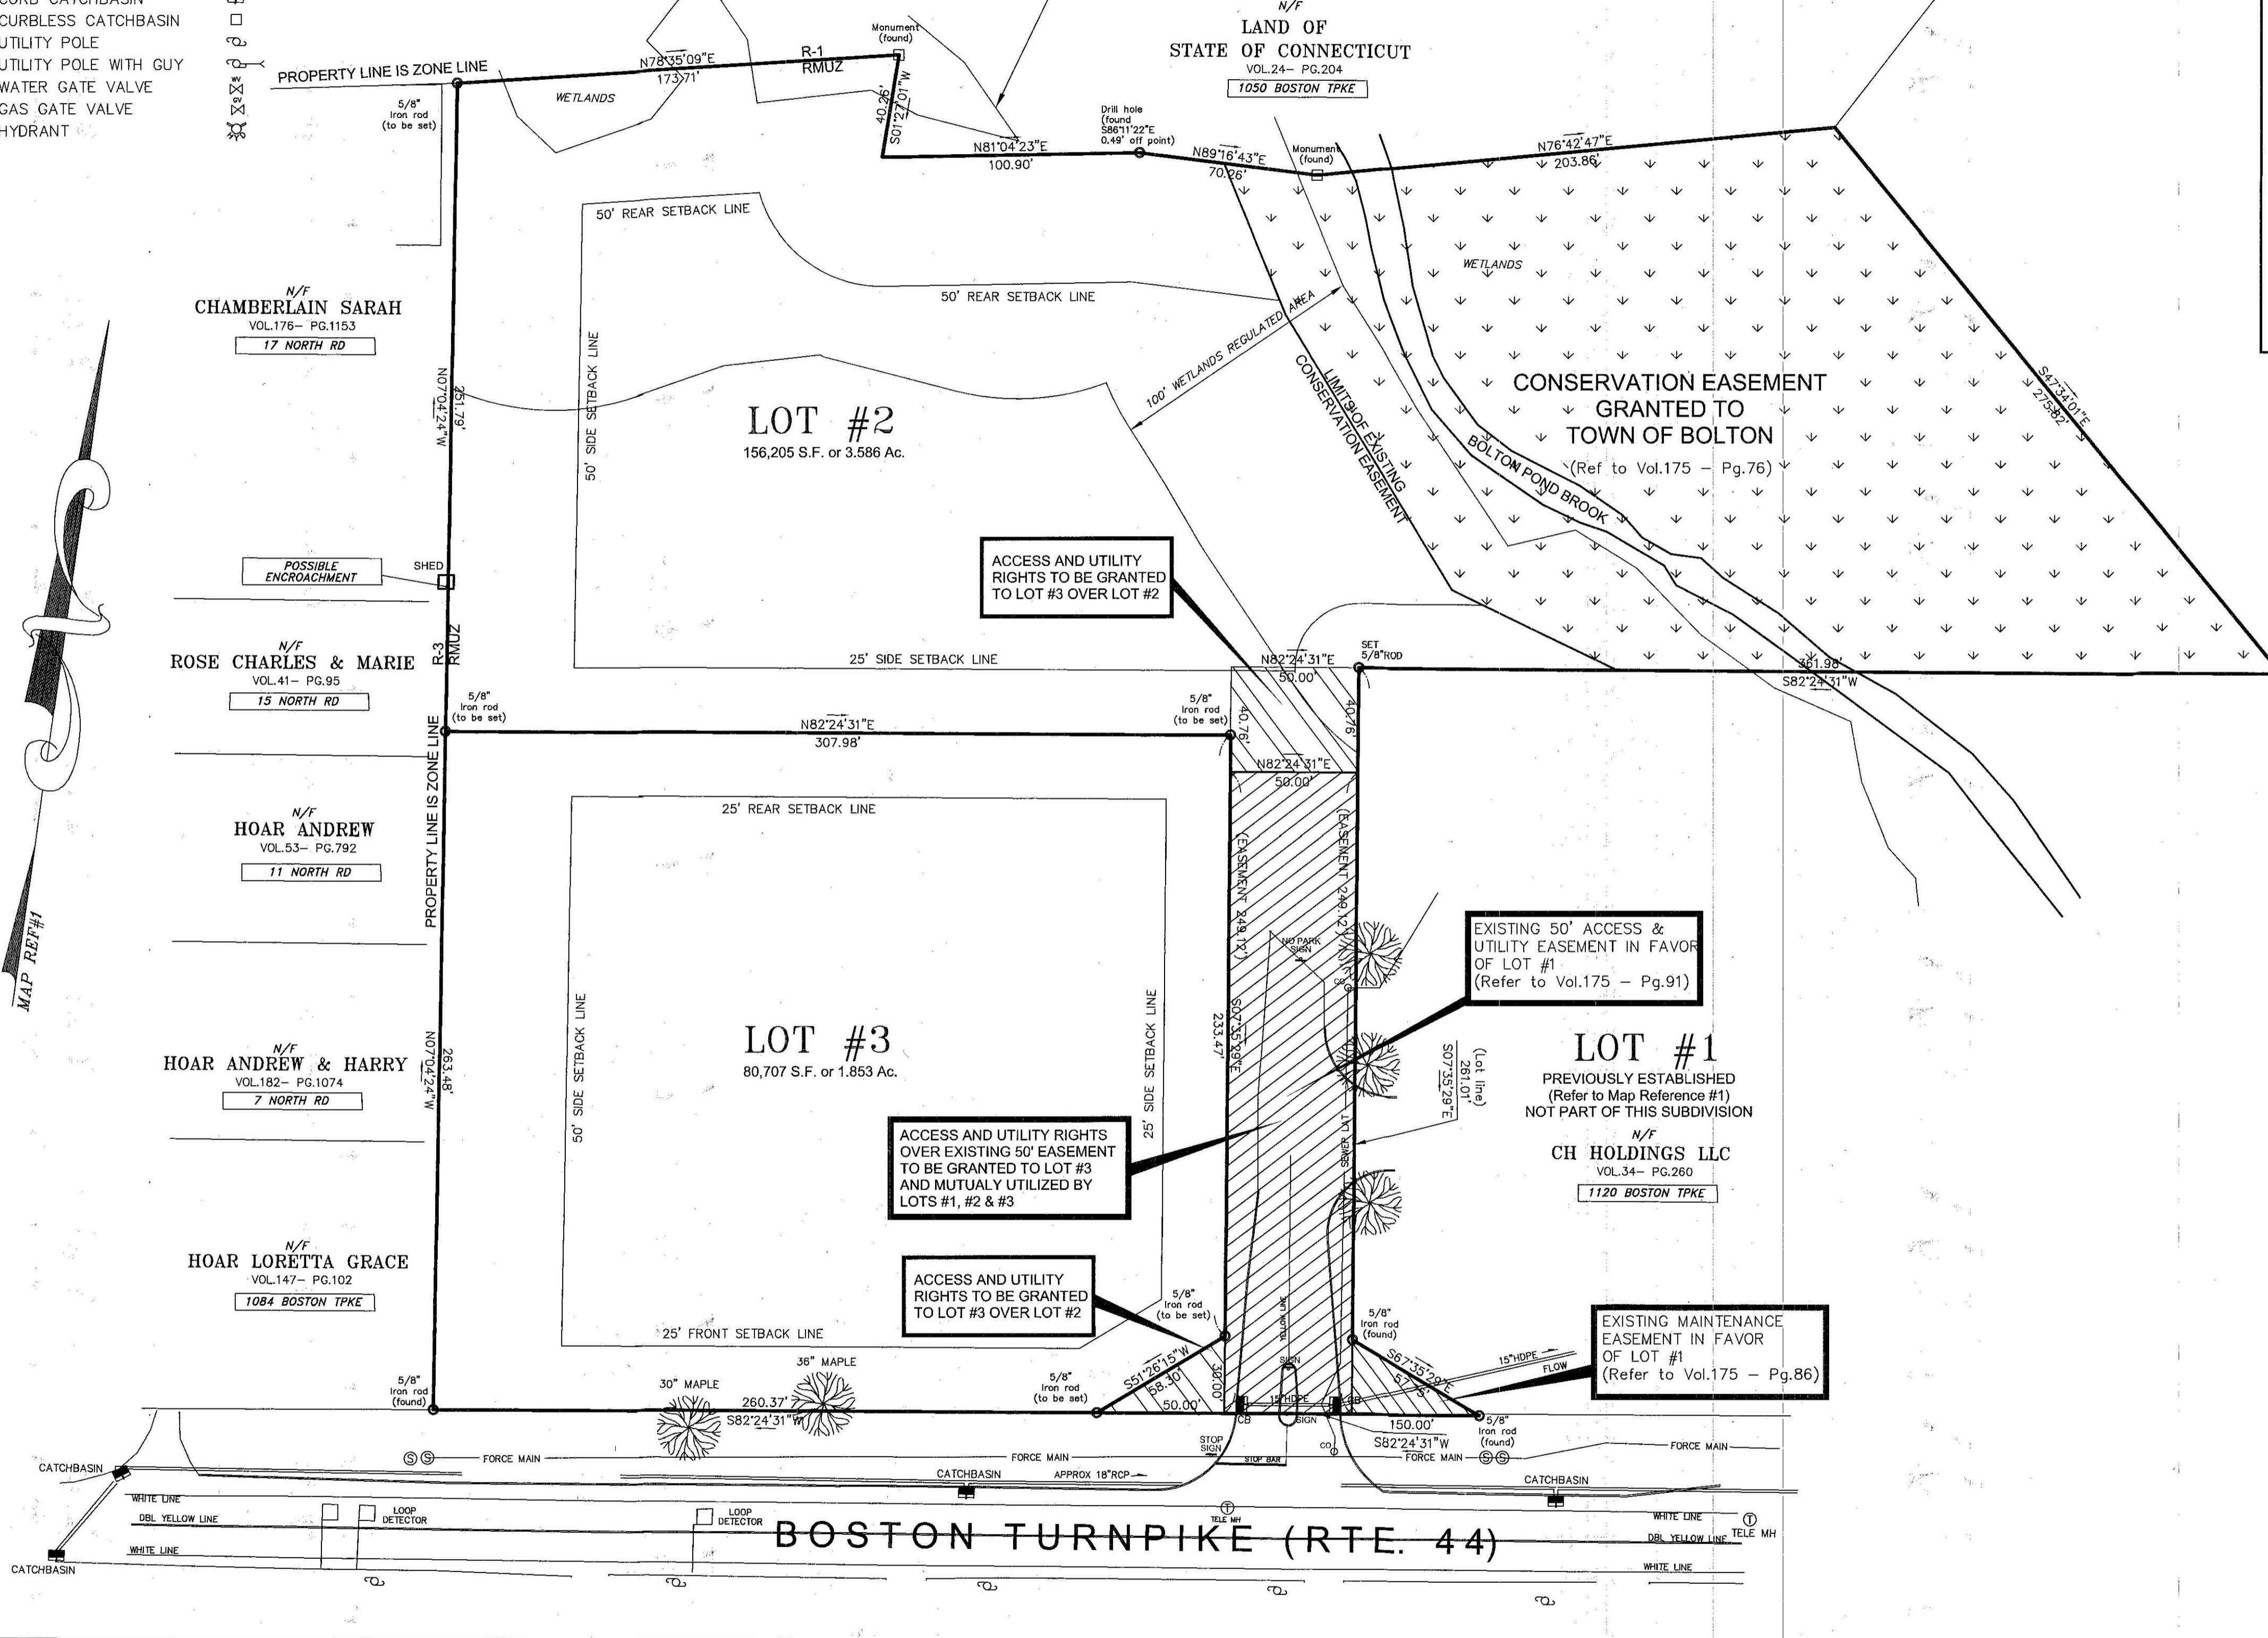 CURBLESS CATCHBASIN
UTILITY POLE
UTILITY POLE WITH GUY
WATER GATE VALVE
GAS GATE VALVE
HYDRANT
WV
GV
PROPERTY LINE IS ZONE LINE
5/8"
Iron rod
(to be set)
N78°35'09"E
173.71'
R-1
RMUZ
WETLANDS
Monument
(found)
40.26'
S01°27'01"W
N/F
LAND OF
STATE OF CONNECTICUT
VOL.24- PG.204
1050 BOSTON TPKE
Drill hole
(found
S86°11'22"E
0.49' off point)
N81°04'23"E
100.90'
N89°16'43"E
70.26'
Monument
(found)
N76°42'47"E
203.86'
50' REAR SETBACK LINE
50' REAR SETBACK LINE
WETLANDS
100' WETLANDS REGULATED AREA
LIMITS OF EXISTING
CONSERVATION EASEMENT
CONSERVATION EASEMENT
GRANTED TO
TOWN OF BOLTON
(Ref to Vol.175 - Pg.76)
BOLTON POND BROOK
S47°34'01"E
275.82'
N/F
CHAMBERLAIN SARAH
VOL.176- PG.1153
17 NORTH RD
N07°04'24"W
251.79'
50' SIDE SETBACK LINE
LOT #2
156,205 S.F. or 3.586 Ac.
POSSIBLE
ENCROACHMENT
SHED
ACCESS AND UTILITY
RIGHTS TO BE GRANTED
TO LOT #3 OVER LOT #2
N/F
ROSE CHARLES & MARIE
VOL.41- PG.95
15 NORTH RD
R-3
RMUZ
25' SIDE SETBACK LINE
N82°24'31"E
50.00'
SET
5/8"ROD
361.98'
S82°24'31"W
5/8"
Iron rod
(to be set)
N82°24'31"E
307.98'
5/8"
Iron rod
(to be set)
40.76'
40.76'
N82°24'31"E
50.00'
PROPERTY LINE IS ZONE LINE
25' REAR SETBACK LINE
N/F
HOAR ANDREW
VOL.53- PG.792
11 NORTH RD
MAP REF#1
(EASEMENT 249.12')
(EASEMENT 249.12')
NO PARK
SIGN
CO
EXISTING 50' ACCESS &
UTILITY EASEMENT IN FAVOR
OF LOT #1
(Refer to Vol.175 - Pg.91)
N/F
HOAR ANDREW & HARRY
VOL.182- PG.1074
7 NORTH RD
N07°04'24"W
263.48'
50' SIDE SETBACK LINE
LOT #3
80,707 S.F. or 1.853 Ac.
25' SIDE SETBACK LINE
S07°35'29"E
233.47'
(Lot line)
261.01'
S07°35'29"E
SEWER LAT
LOT #1
PREVIOUSLY ESTABLISHED
(Refer to Map Reference #1)
NOT PART OF THIS SUBDIVISION
N/F
CH HOLDINGS LLC
VOL.34- PG.260
1120 BOSTON TPKE
ACCESS AND UTILITY RIGHTS
OVER EXISTING 50' EASEMENT
TO BE GRANTED TO LOT #3
AND MUTUALY UTILIZED BY
LOTS #1, #2 & #3
N/F
HOAR LORETTA GRACE
VOL.147- PG.102
1084 BOSTON TPKE
ACCESS AND UTILITY
RIGHTS TO BE GRANTED
TO LOT #3 OVER LOT #2
5/8"
Iron rod
(to be set)
25' FRONT SETBACK LINE
YELLOW LINE
5/8"
Iron rod
(found)
EXISTING MAINTENANCE
EASEMENT IN FAVOR
OF LOT #1
(Refer to Vol.175 - Pg.86)
5/8"
Iron rod
(found)
30" MAPLE
36" MAPLE
5/8"
Iron rod
(to be set)
S51°26'15"W
58.30'
30.00'
SIGN
S67°35'29"E
15"HDPE
FLOW
260.37'
S82°24'31"W
50.00'
15"HDPE
CB
CB
SIGN
150.00'
S82°24'31"W
5/8"
Iron rod
(found)
STOP
SIGN
CO
FORCE MAIN
FORCE MAIN
STOP BAR
FORCE MAIN
FORCE MAIN
CATCHBASIN
CATCHBASIN
APPROX 18"RCP
CATCHBASIN
WHITE LINE
DBL YELLOW LINE
WHITE LINE
LOOP
DETECTOR
LOOP
DETECTOR
TELE MH
WHITE LINE
TELE MH
DBL YELLOW LINE
WHITE LINE
BOSTON TURNPIKE (RTE. 44)
CATCHBASIN